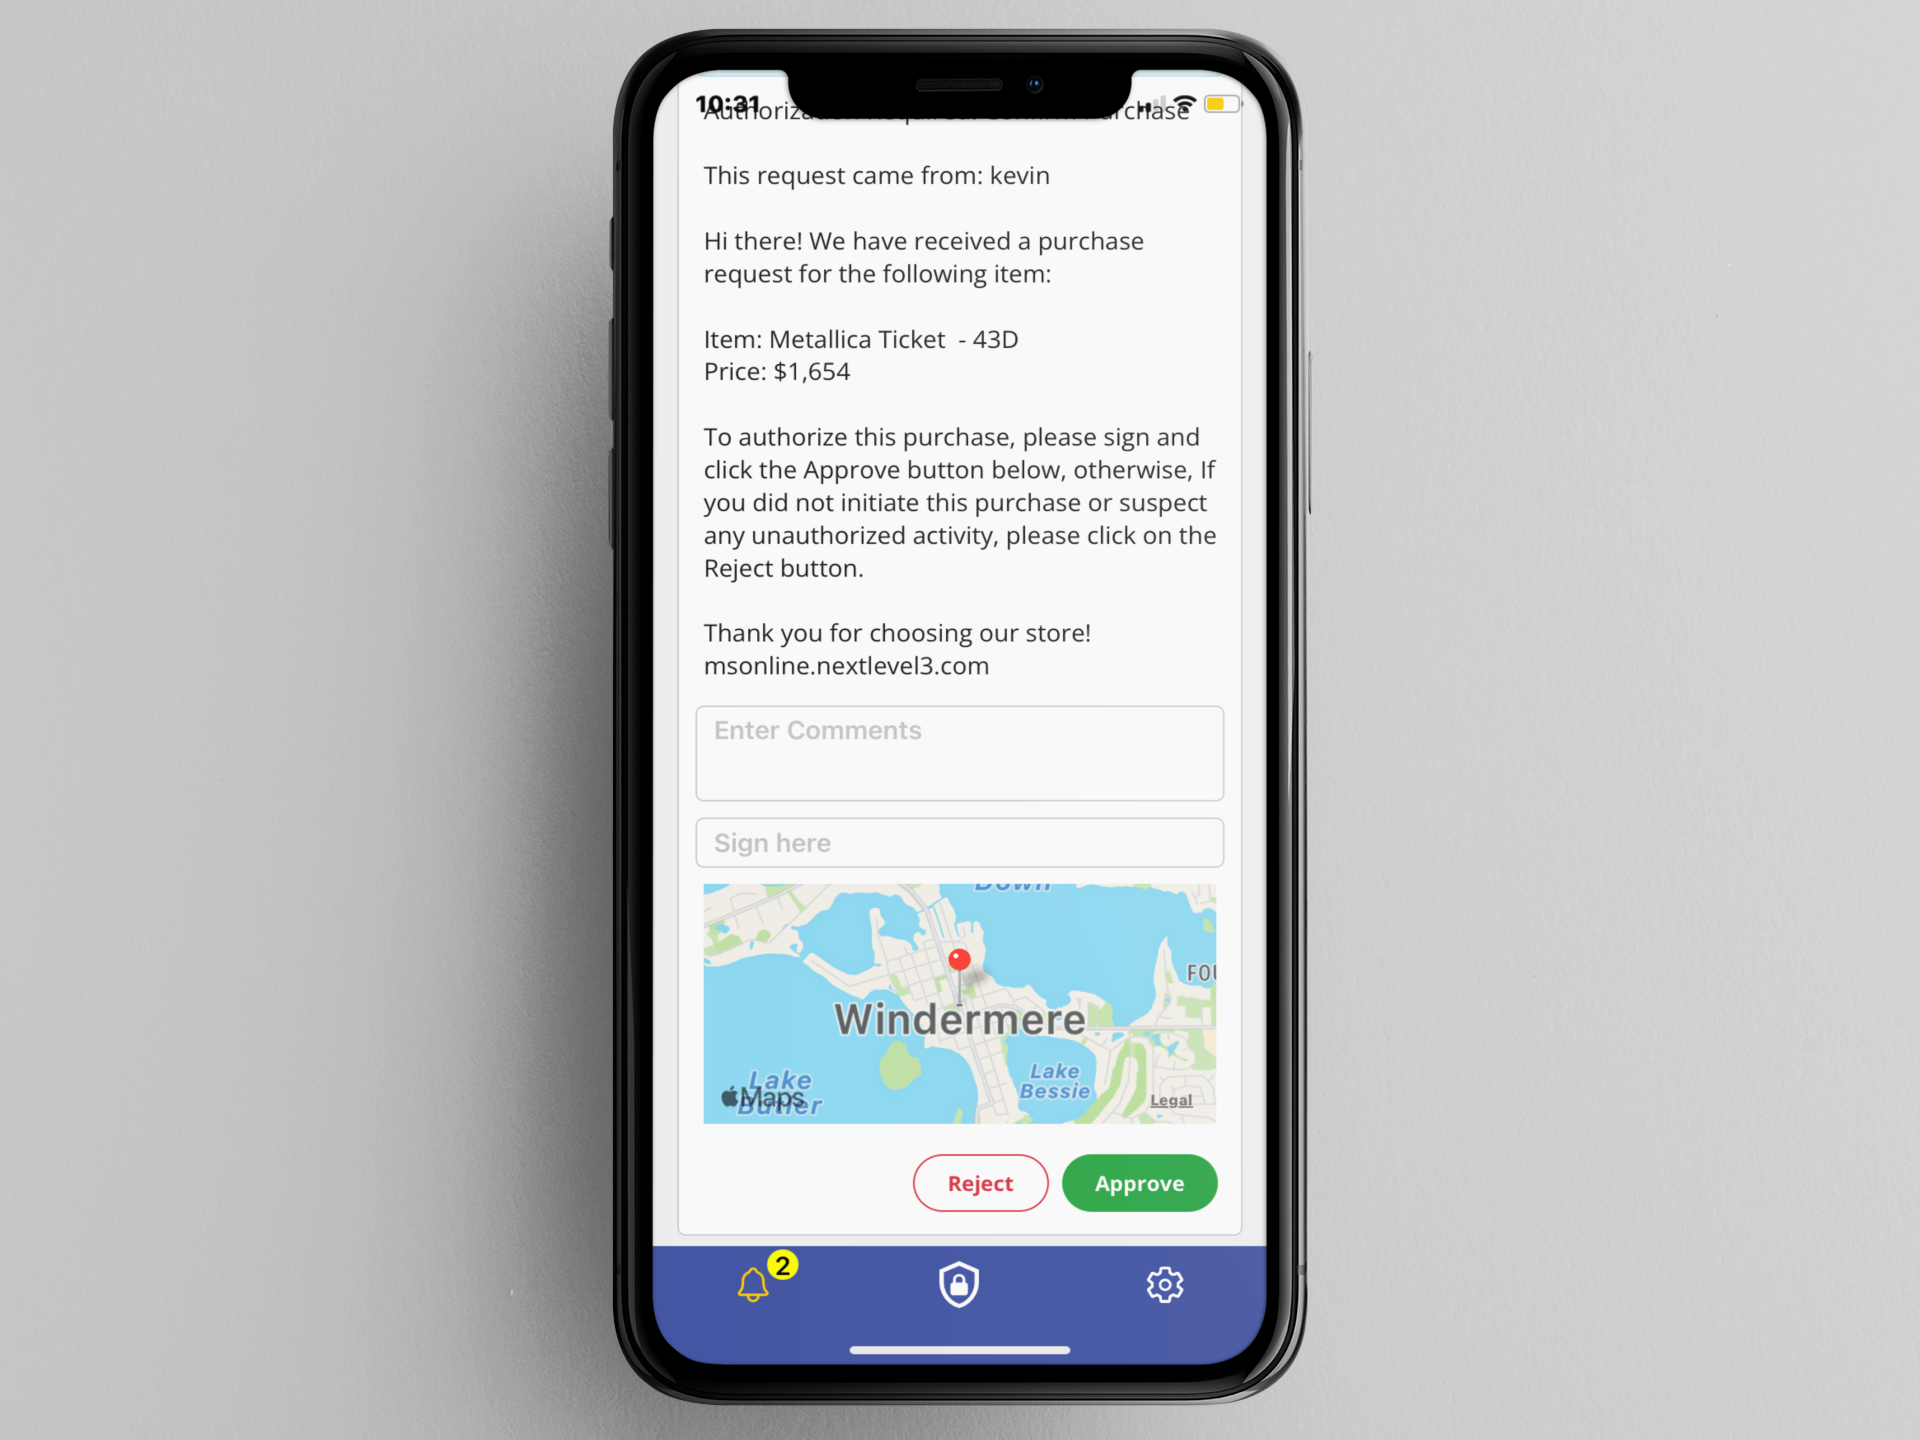 10:31
Authoriz
rchase
This request came from: kevin
Hi there! We have received a purchase
request for the following item:
Item: Metallica Ticket  - 43D
Price: $1,654
To authorize this purchase, please sign and
click the Approve button below, otherwise, If
you did not initiate this purchase or suspect
any unauthorized activity, please click on the
Reject button.
Thank you for choosing our store!
msonline.nextlevel3.com
Enter Comments
Sign here
Down
FOU
Windermere
Lake
Bessie
Lake
Butler
Maps
Legal
Reject
Approve
2